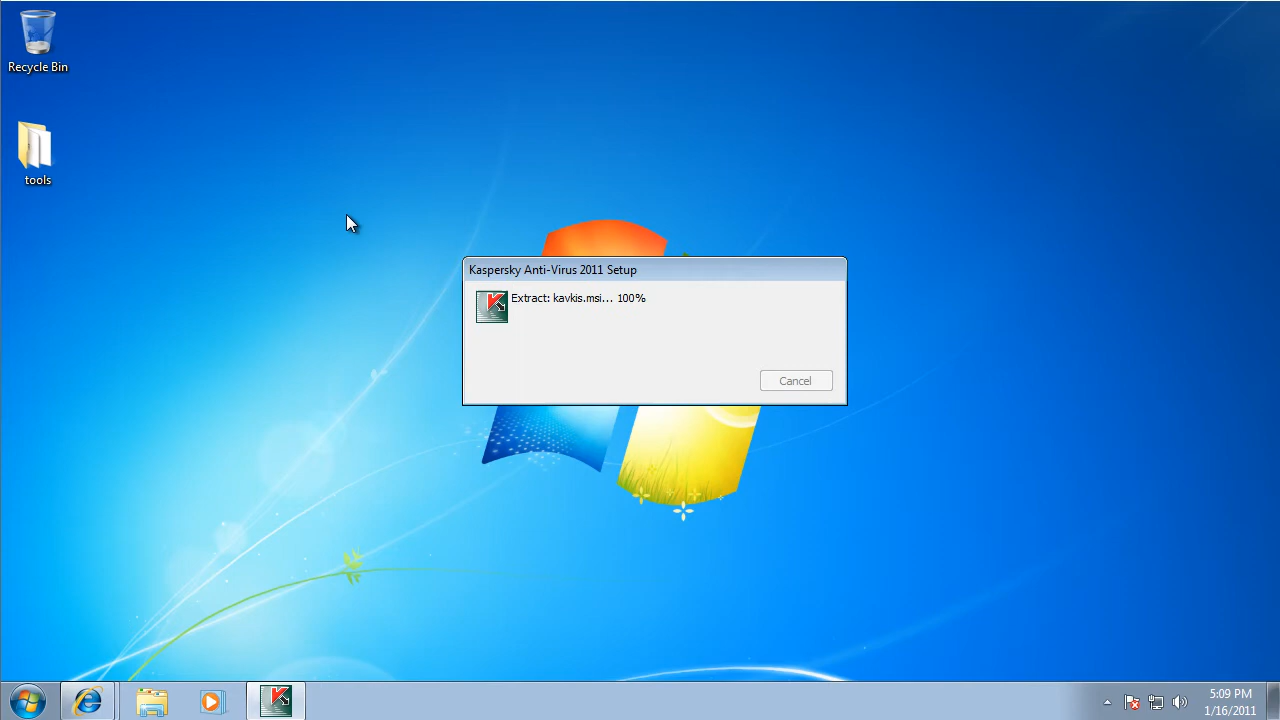 Recycle Bin
tools
Kaspersky Anti-Virus 2011 Setup
Extract: kavkis.msi... 100%
Cancel
5:09 PM
1/16/2011